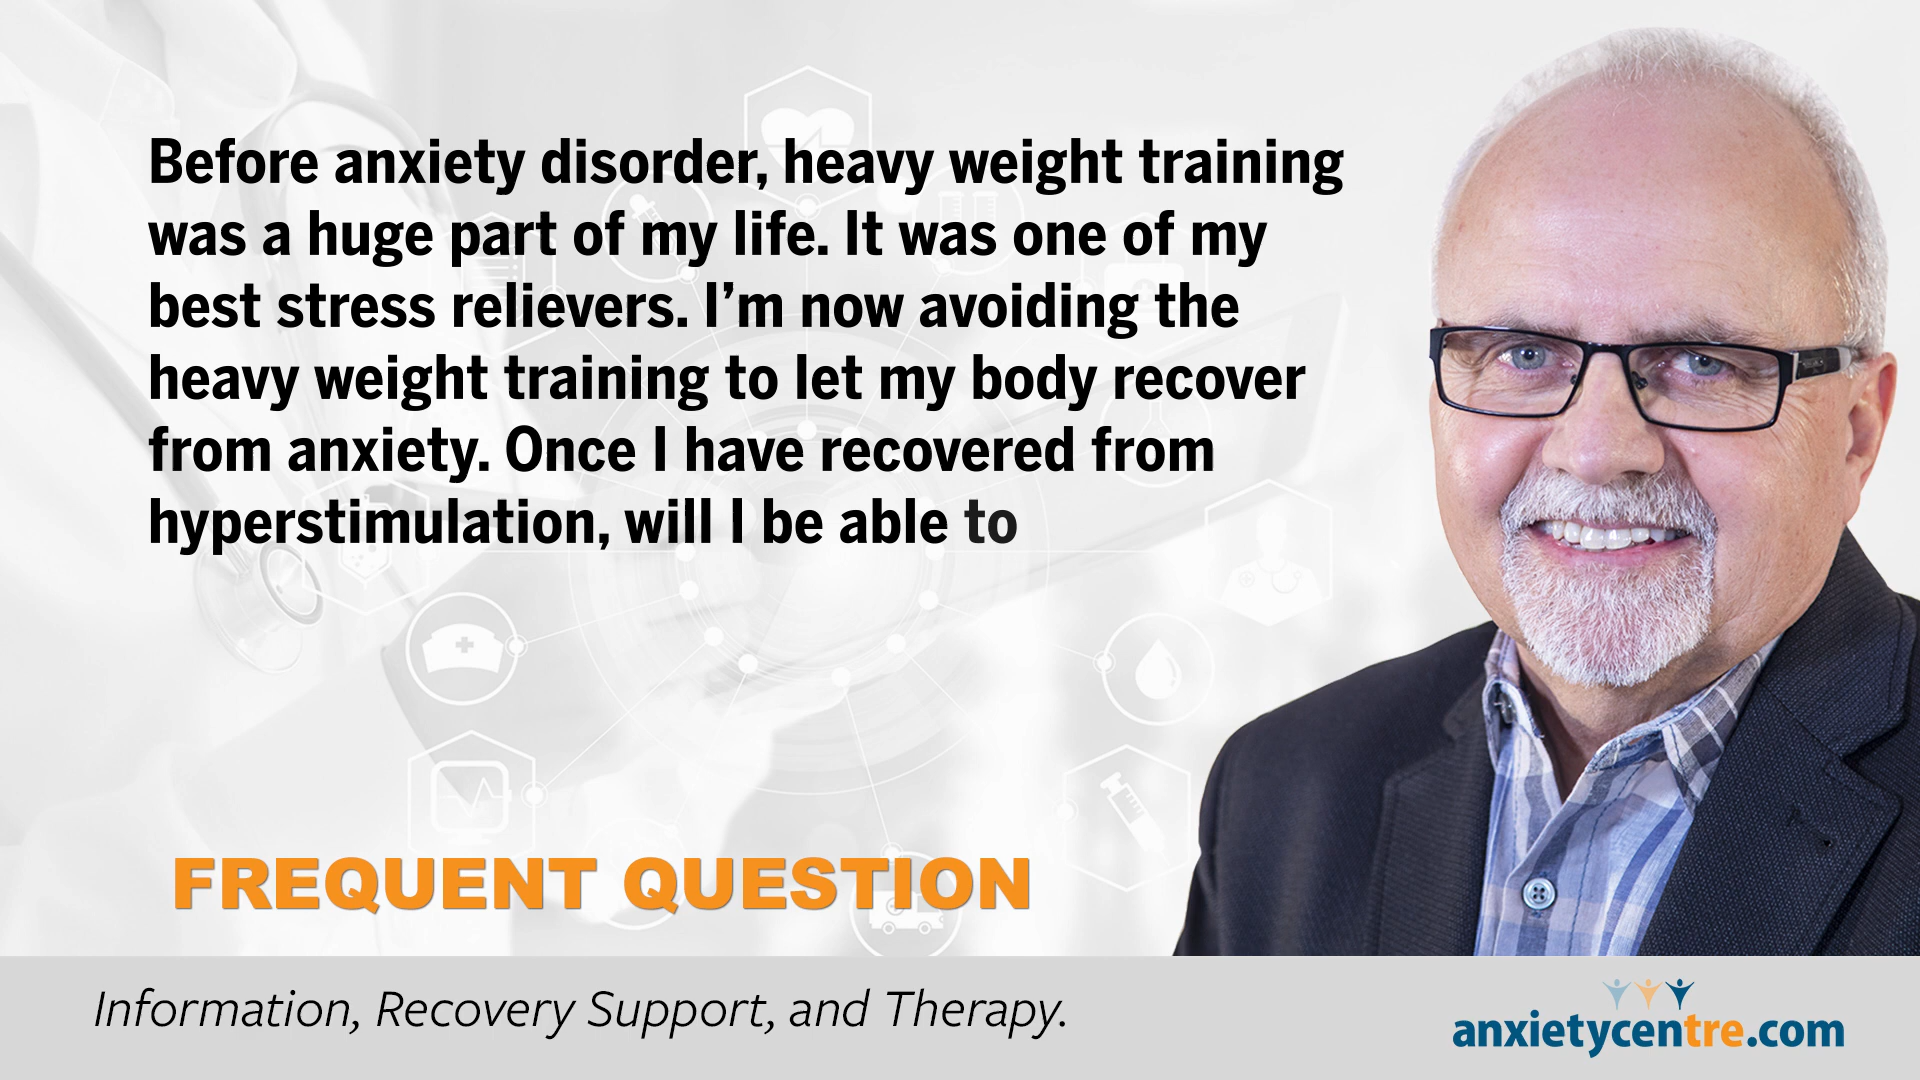 Before anxiety disorder, heavy weight training
was a huge part of my life. It was one of my
best stress relievers. I’m now avoiding the
heavy weight training to let my body recover
from anxiety. Once I have recovered from
hyperstimulation, will I be able to
FREQUENT QUESTION
Information, Recovery Support, and Therapy.
anxietycentre.com